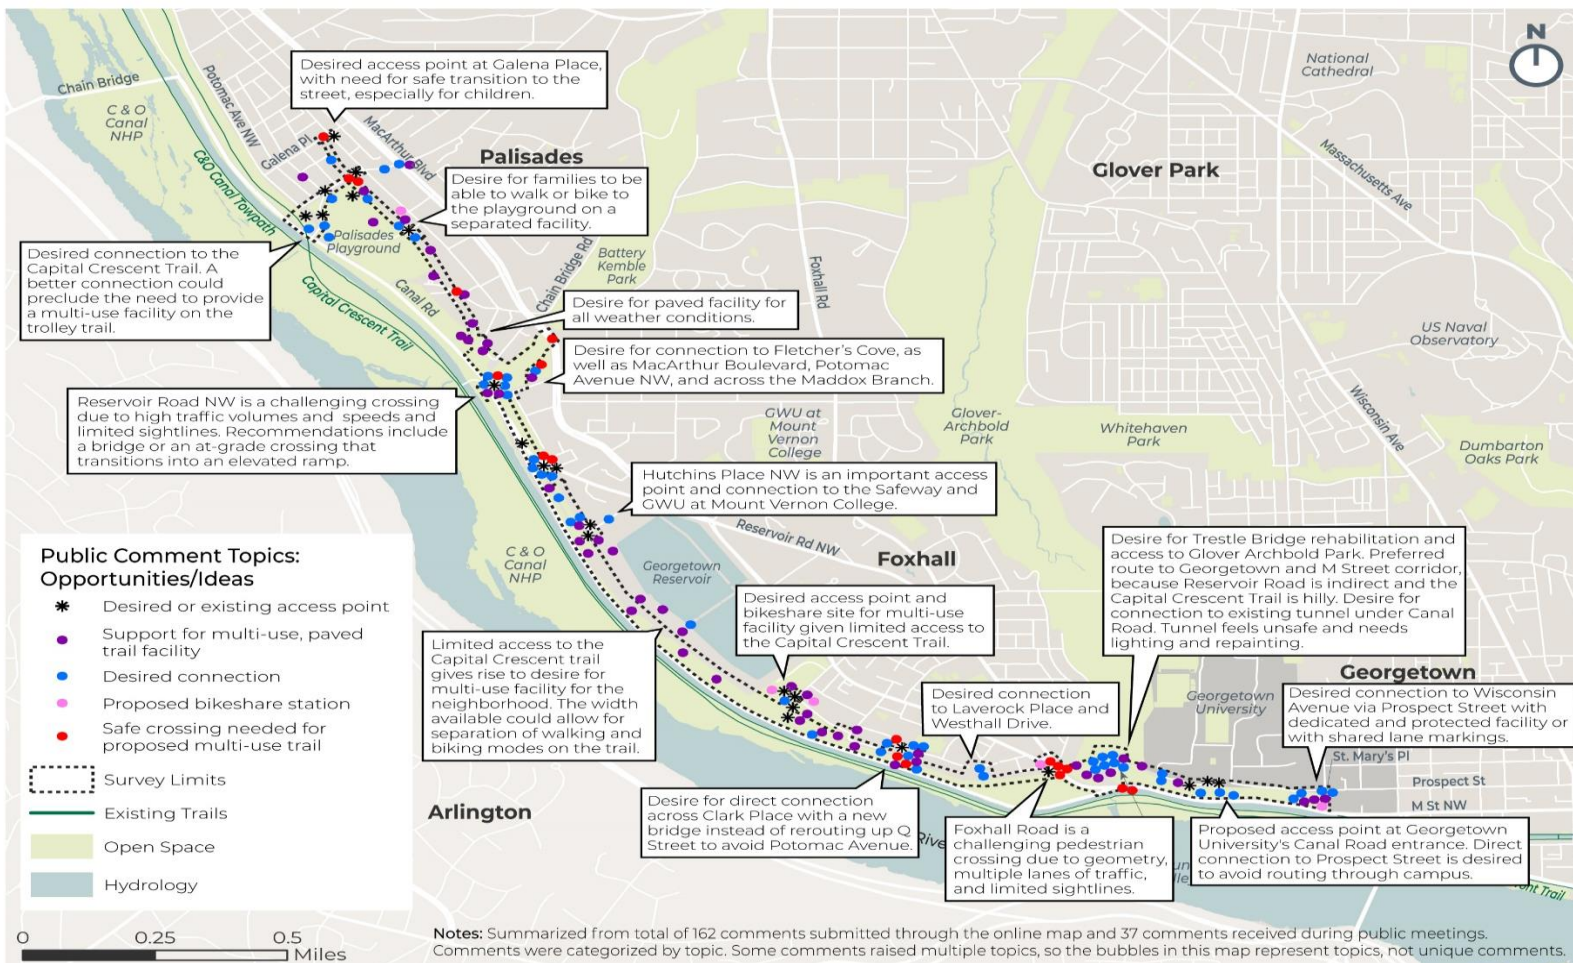 N
National
Cathedral
Chain Bridge
Potomac Ave NW
C & O
Canal
NHP
Desired access point at Galena Place,
with need for safe transition to the
street, especially for children.
Galena Pl
MacArthur Blvd
Palisades
Glover Park
Massachusetts Ave
C&O Canal Towpath
Desire for families to be
able to walk or bike to
the playground on a
separated facility.
Palisades
Playground
Desired connection to the
Capital Crescent Trail. A
better connection could
preclude the need to provide
a multi-use facility on the
trolley trail.
Canal Rd
Capital Crescent Trail
Chain Bridge Rd
Battery
Kemble
Park
Foxhall Rd
Desire for paved facility for
all weather conditions.
US Naval
Observatory
Desire for connection to Fletcher's Cove, as
well as MacArthur Boulevard, Potomac
Avenue NW, and across the Maddox Branch.
Reservoir Road NW is a challenging crossing
due to high traffic volumes and speeds and
limited sightlines. Recommendations include
a bridge or an at-grade crossing that
transitions into an elevated ramp.
GWU at
Mount
Vernon
College
Glover-
Archbold
Park
Whitehaven
Park
Wisconsin Ave
Dumbarton
Oaks Park
Hutchins Place NW is an important access
point and connection to the Safeway and
GWU at Mount Vernon College.
Reservoir Rd NW
Foxhall
C & O
Canal
NHP
Georgetown
Reservoir
Desire for Trestle Bridge rehabilitation and
access to Glover Archbold Park. Preferred
route to Georgetown and M Street corridor,
because Reservoir Road is indirect and the
Capital Crescent Trail is hilly. Desire for
connection to existing tunnel under Canal
Road. Tunnel feels unsafe and needs
lighting and repainting.
Desired access point and
bikeshare site for multi-use
facility given limited access to
the Capital Crescent Trail.
Limited access to the
Capital Crescent trail
gives rise to desire for
multi-use facility for the
neighborhood. The width
available could allow for
separation of walking and
biking modes on the trail.
Desired connection
to Laverock Place and
Westhall Drive.
Georgetown
University
Georgetown
Desired connection to Wisconsin
Avenue via Prospect Street with
dedicated and protected facility or
with shared lane markings.
St. Mary's Pl
Prospect St
M St NW
Arlington
Desire for direct connection
across Clark Place with a new
bridge instead of rerouting up Q
Street to avoid Potomac Avenue.
Foxhall Road is a
challenging pedestrian
crossing due to geometry,
multiple lanes of traffic,
and limited sightlines.
Proposed access point at Georgetown
University's Canal Road entrance. Direct
connection to Prospect Street is desired
to avoid routing through campus.
Trail
Public Comment Topics:
Opportunities/Ideas
Desired or existing access point
Support for multi-use, paved
trail facility
Desired connection
Proposed bikeshare station
Safe crossing needed for
proposed multi-use trail
Survey Limits
Existing Trails
Open Space
Hydrology
0 0.25 0.5
Miles
Notes: Summarized from total of 162 comments submitted through the online map and 37 comments received during public meetings.
Comments were categorized by topic. Some comments raised multiple topics, so the bubbles in this map represent topics, not unique comments.